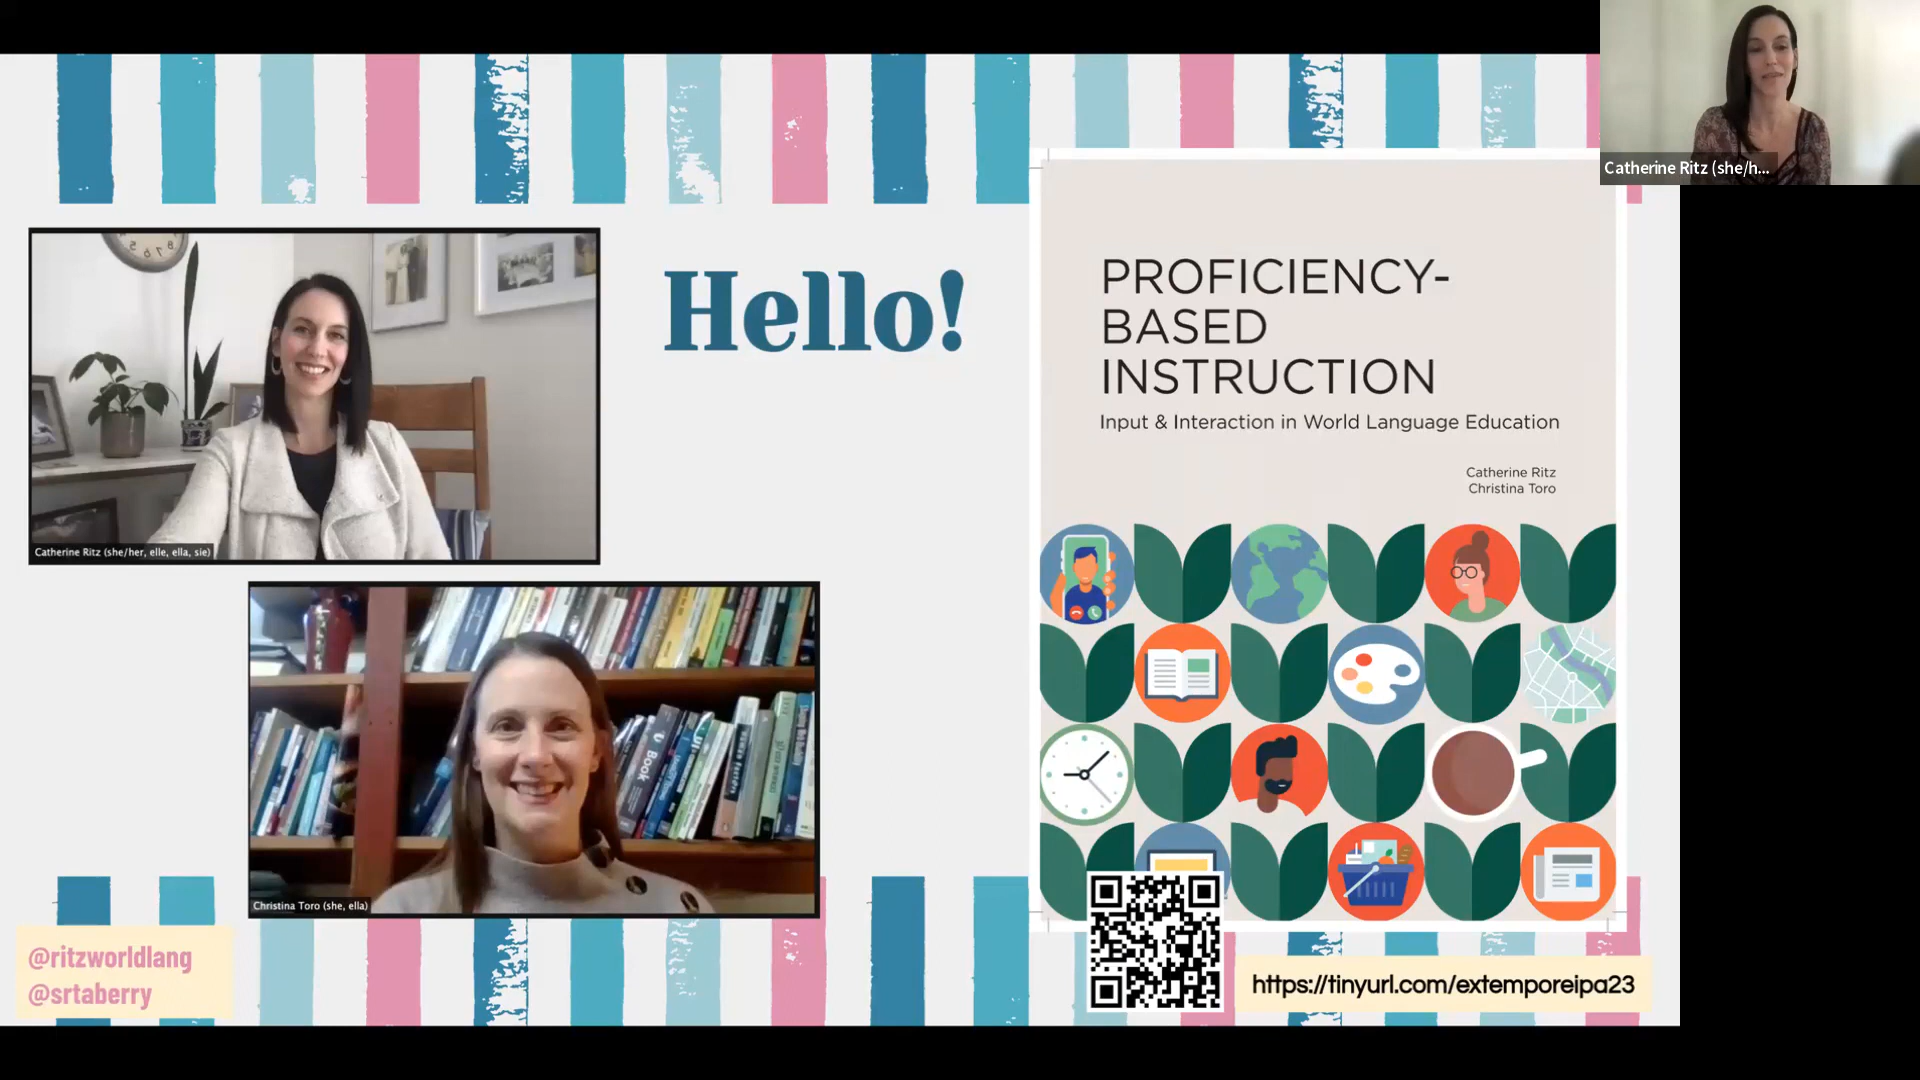 Catherine Ritz (she/h...
Hello!
Catherine Ritz (she/her, elle, ella, sie)
Christina Toro (she, ella)
PROFICIENCY-
BASED
INSTRUCTION
Input & Interaction in World Language Education
Catherine Ritz
Christina Toro
@ritzworldlang
@srtaberry
https://tinyurl.com/extemporeipa23